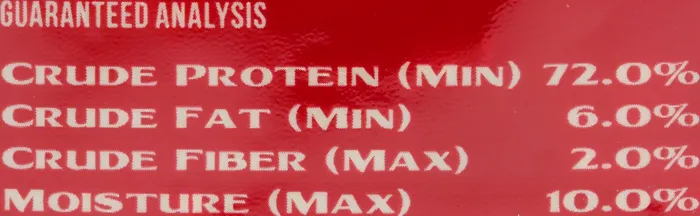 GUARANTEED ANALYSIS
CRUDE PROTEIN (MIN) 72.0%
CRUDE FAT (MIN) 6.0%
CRUDE FIBER (MAX) 2.0%
MOISTURE (MAX) 10.0%